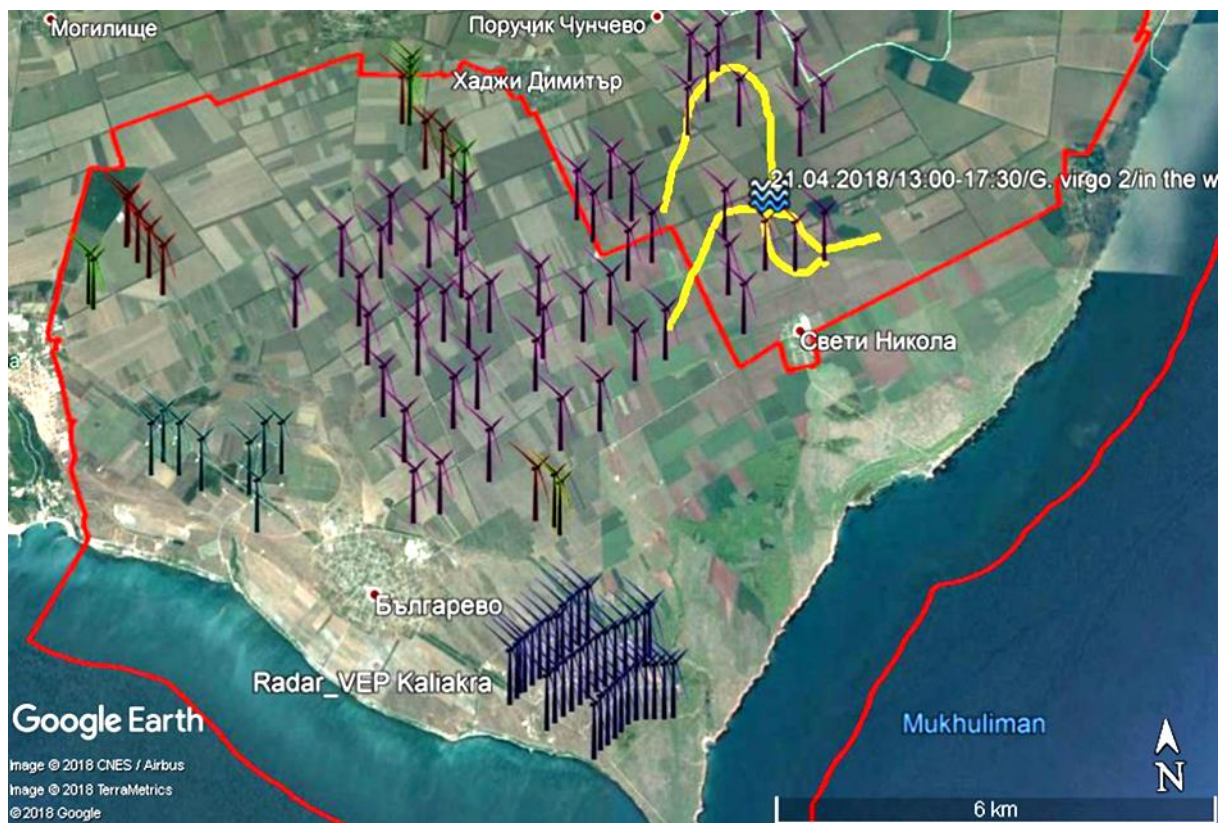 Могилище
Поручик Чунчево
Хаджи Димитър
21.04.2018/13:00-17:30/G. virgo 2/in the w
Свети Никола
а
Българево
Radar_VEP Kaliakra
Google Earth
Mukhuliman
N
Image © 2018 CNES / Airbus
Image © 2018 TerraMetrics
© 2018 Google
6 km